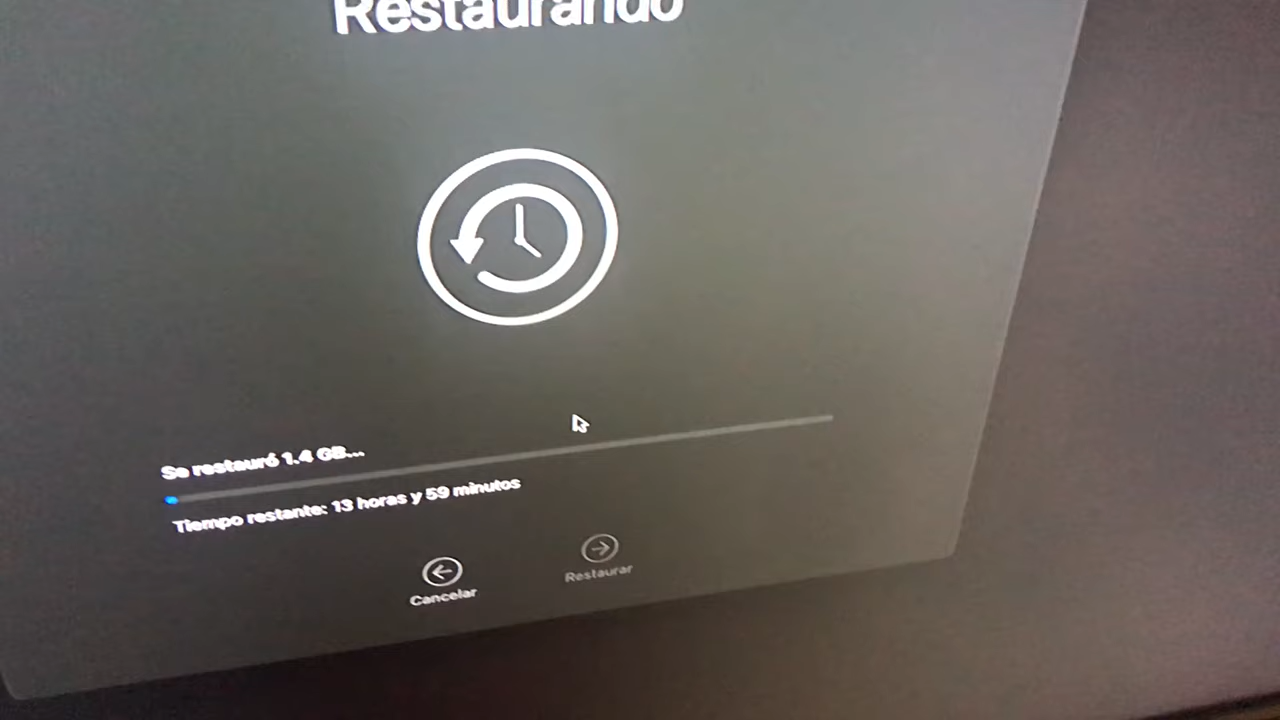 Restaurando
Se restauró 1.4 GB...
Tiempo restante: 13 horas y 59 minutos
Cancelar
Restaurar